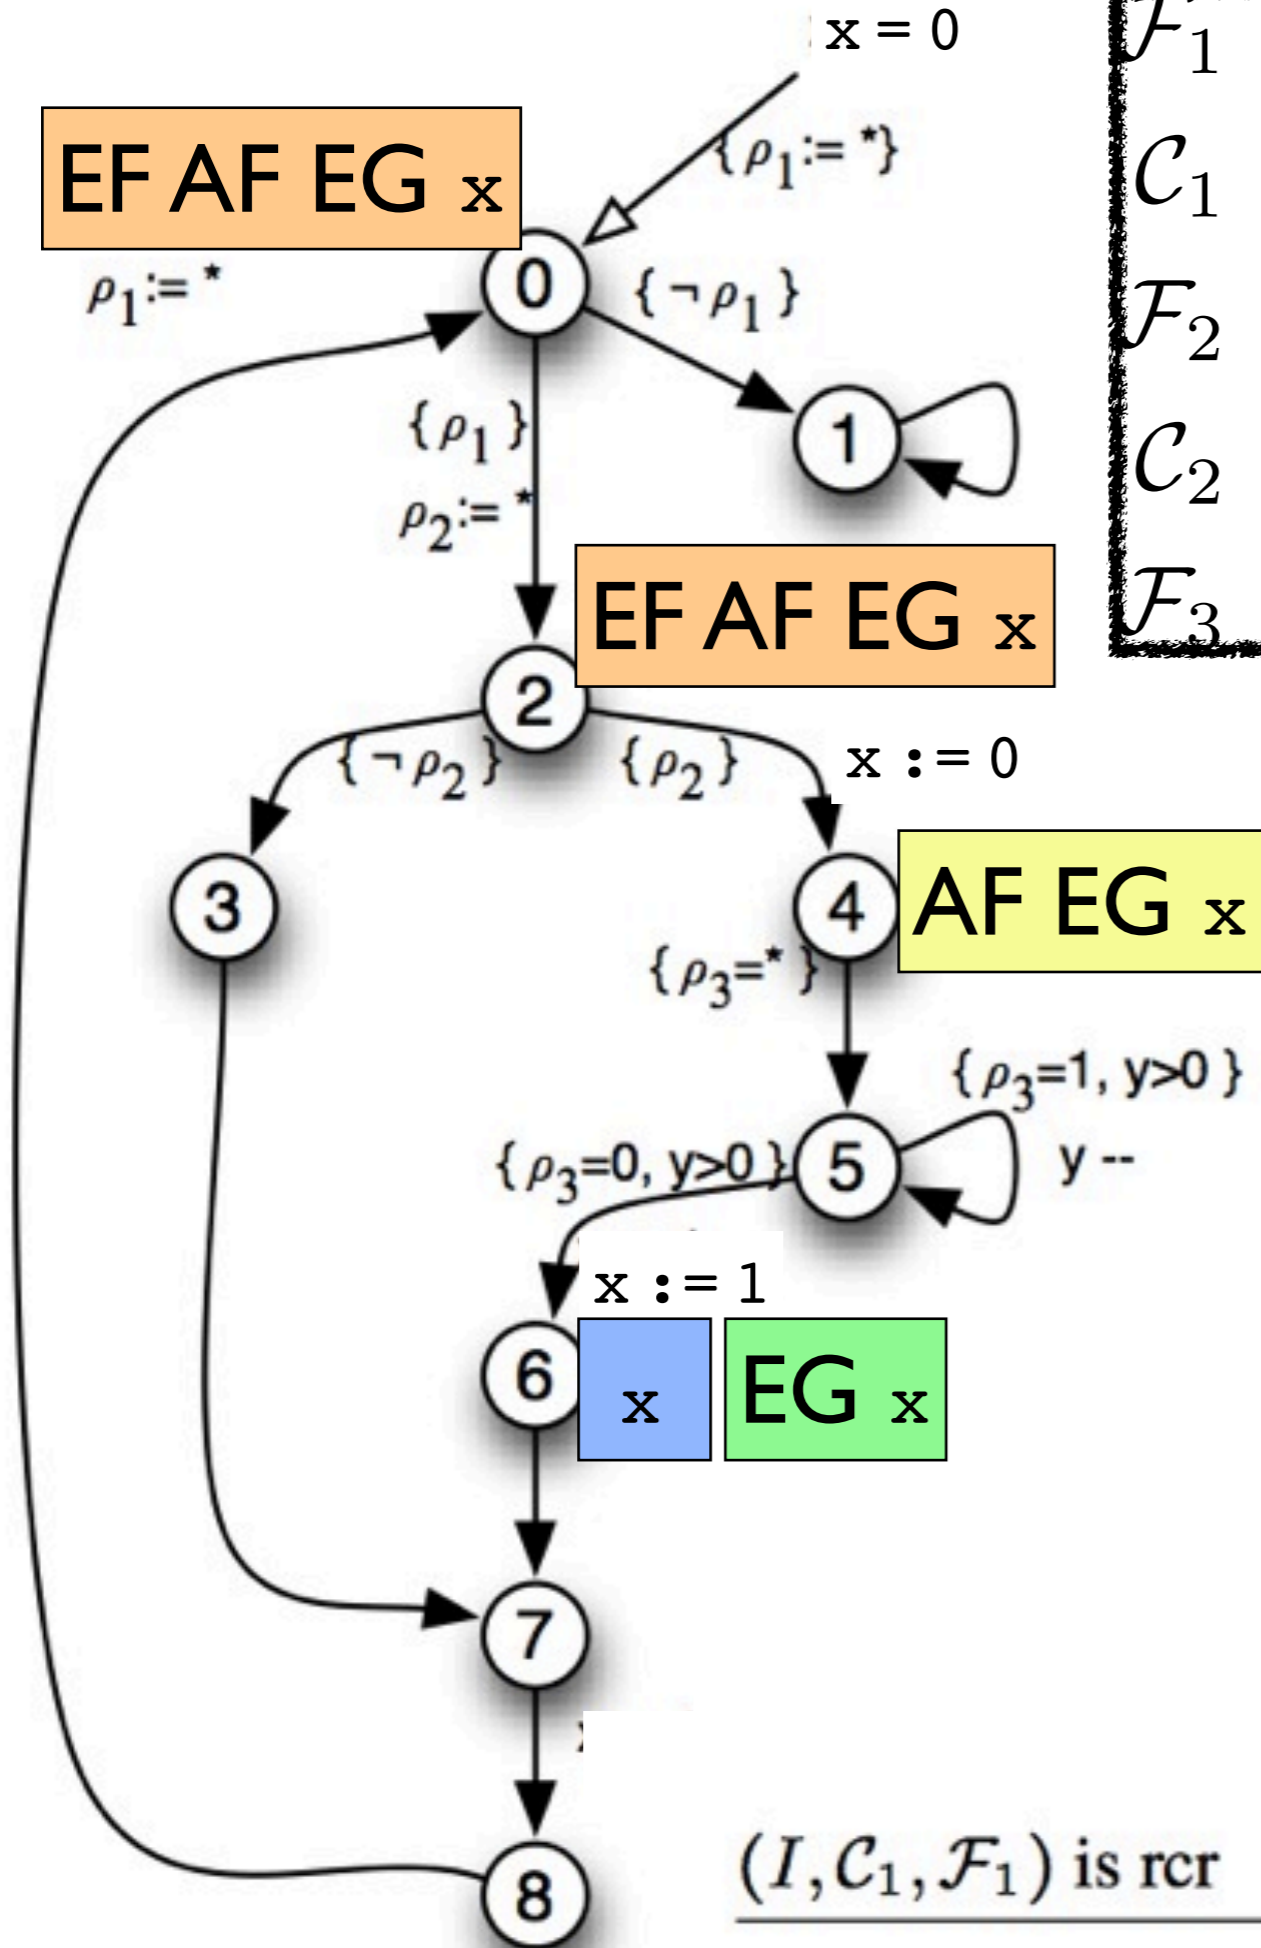 x = 0
ℱ₁
{ ρ₁:= *}
EF AF EG x
𝒞₁
ρ₁:= *
0
{ ¬ ρ₁ }
ℱ₂
{ ρ₁ }
1
𝒞₂
ρ₂:= *
EF AF EG x
ℱ₃
2
{ ¬ ρ₂ }
{ ρ₂ }
x := 0
3
4
AF EG x
{ ρ₃=* }
{ ρ₃=1, y>0 }
{ ρ₃=0, y>0 }
5
y --
x := 1
6
x
EG x
7
8
(I, 𝒞₁, ℱ₁) is rcr